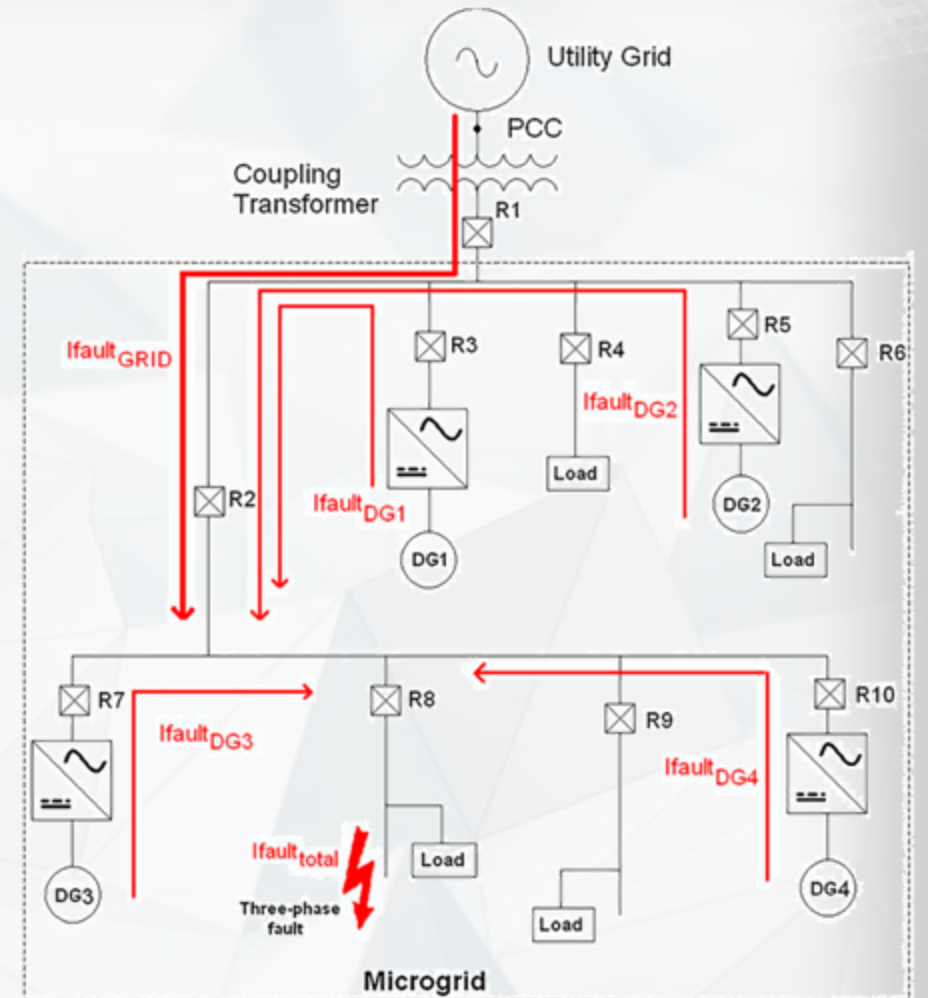 Utility Grid
PCC
Coupling
Transformer
R1
IfaultGRID
R3
R4
R5
R6
IfaultDG2
R2
IfaultDG1
Load
DG2
DG1
Load
R7
R8
R9
R10
IfaultDG3
IfaultDG4
Ifaulttotal
Load
DG3
DG4
Three-phase
fault
Load
Microgrid